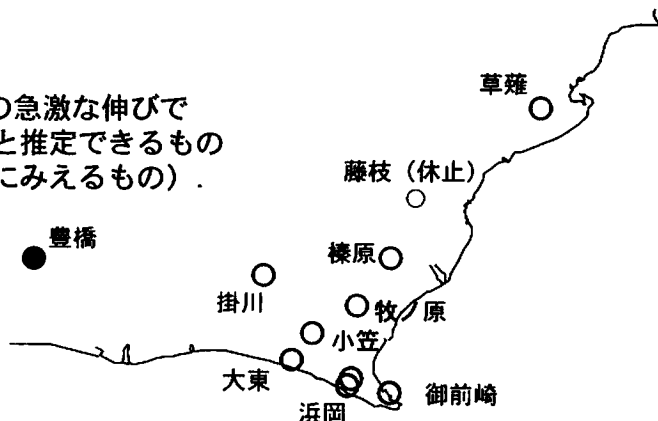 の急激な伸びで
と推定できるもの
にみえるもの）.
草薙
藤枝（休止）
豊橋
榛原
掛川
牧ノ原
小笠
大東
浜岡
御前崎